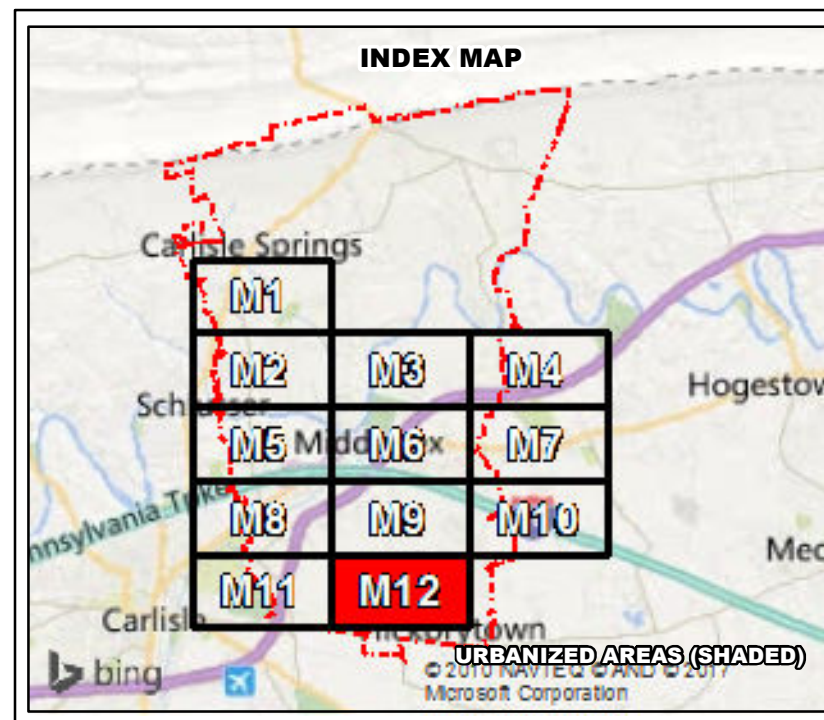 INDEX MAP
Carlisle Springs
M1
M2 M3 M4
Hogestow
M5 M6 M7
nnsylvania Tpke
M8 M9 M10
Mec
M11 M12
Carlisle
URBANIZED AREAS (SHADED)
bing
© 2010 NAVTEQ © AND © 2017
Microsoft Corporation